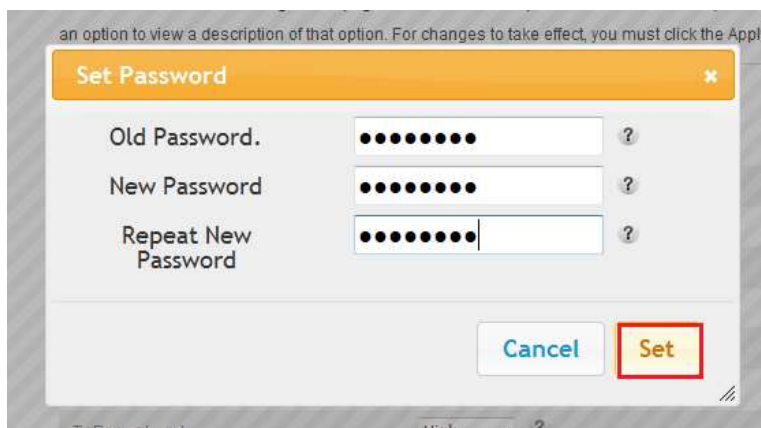 an option to view a description of that option. For changes to take effect, you must click the Appl
Set Password
Old Password. ●●●●●●●● ?
New Password ●●●●●●●● ?
Repeat New ●●●●●●●● ?
Password
Cancel Set